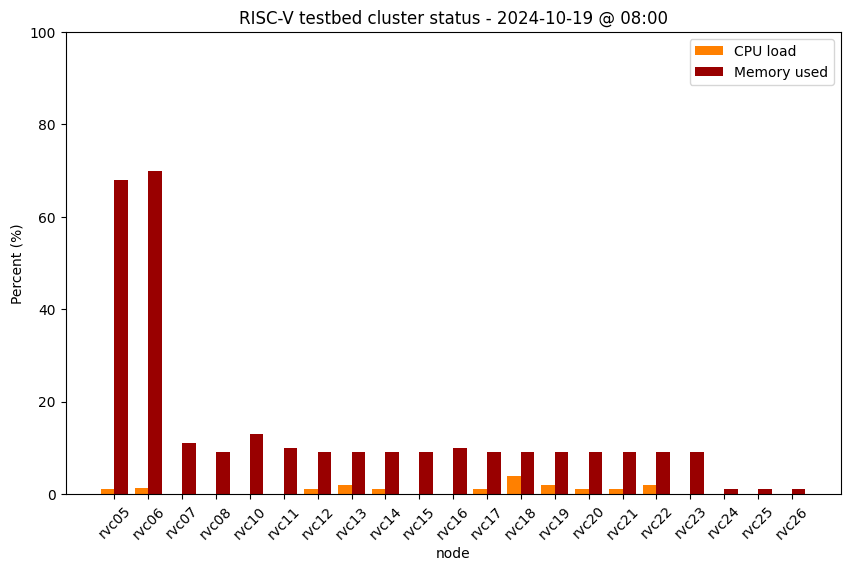 RISC-V testbed cluster status - 2024-10-19 @ 08:00
CPU load
Memory used
Percent (%)
100
80
60
40
20
0
rvc05 rvc06 rvc07 rvc08 rvc10 rvc11 rvc12 rvc13 rvc14 rvc15 rvc16 rvc17 rvc18 rvc19 rvc20 rvc21 rvc22 rvc23 rvc24 rvc25 rvc26
node